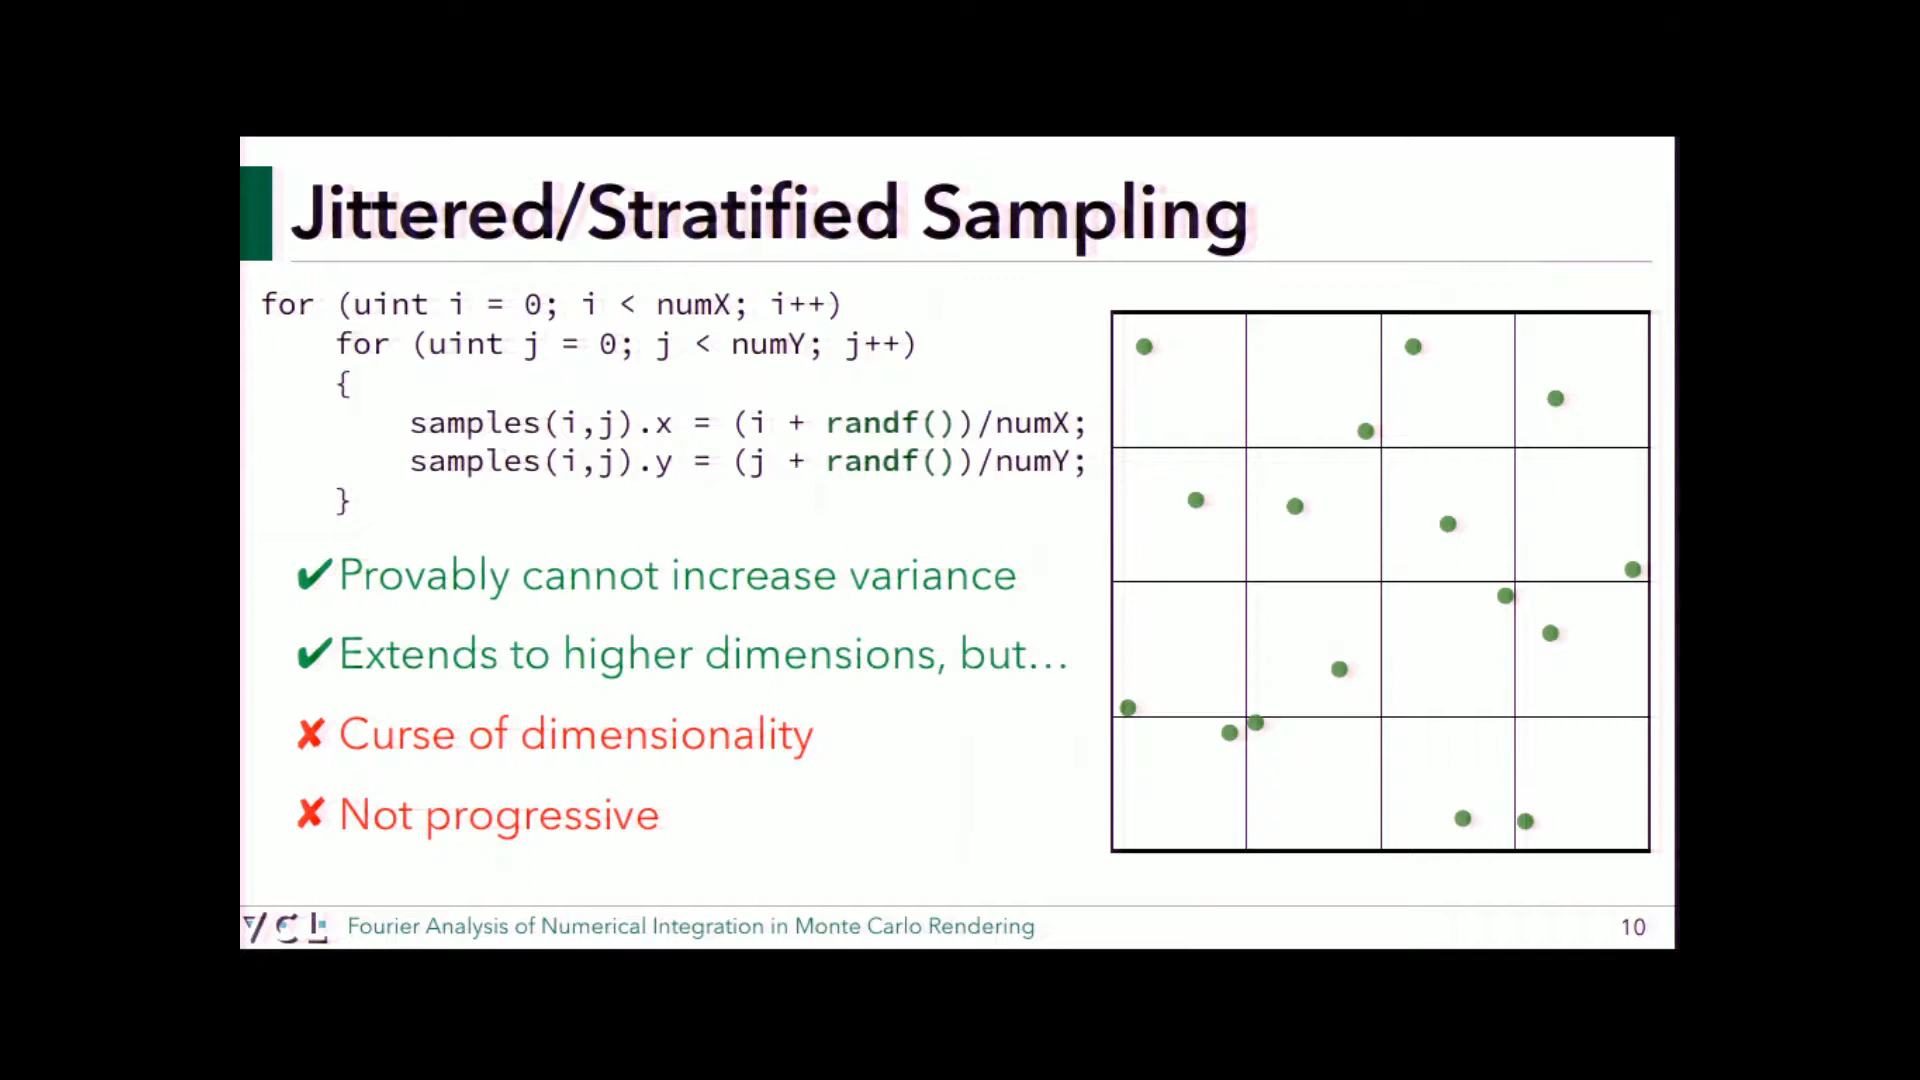 Jittered/Stratified Sampling
for (uint i = 0; i < numX; i++)
for (uint j = 0; j < numY; j++)
{
samples(i,j).x = (i + randf())/numX;
samples(i,j).y = (j + randf())/numY;
}
✔Provably cannot increase variance
✔Extends to higher dimensions, but…
✘ Curse of dimensionality
✘ Not progressive
VCL Fourier Analysis of Numerical Integration in Monte Carlo Rendering 10